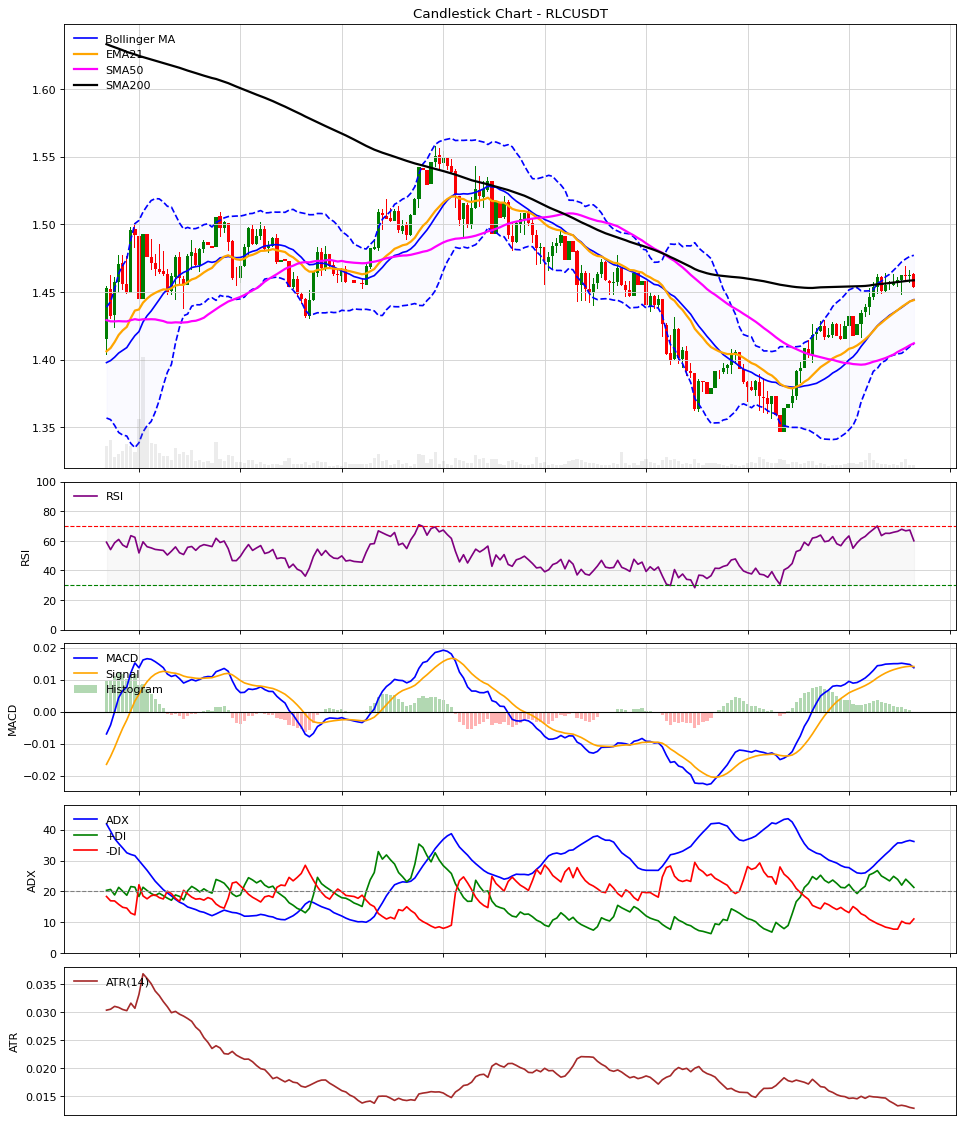 Candlestick Chart - RLCUSDT
Bollinger MA
EMA21
SMA50
SMA200
1.60
1.55
1.50
1.45
1.40
1.35
RSI
100
80
60
40
20
0
RSI
MACD
Signal
Histogram
0.02
0.01
0.00
−0.01
−0.02
MACD
ADX
+DI
-DI
40
30
20
10
0
ADX
ATR(14)
0.035
0.030
0.025
0.020
0.015
ATR